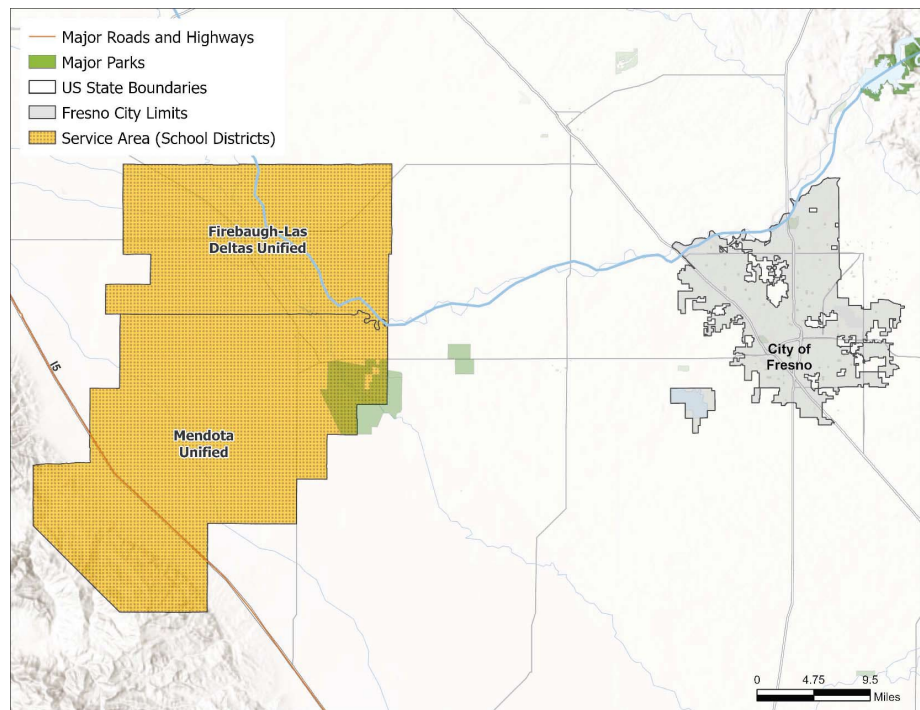 Major Roads and Highways
Major Parks
US State Boundaries
Fresno City Limits
Service Area (School Districts)
Firebaugh-Las
Deltas Unified
City of
Fresno
I5
Mendota
Unified
0 4.75 9.5
Miles